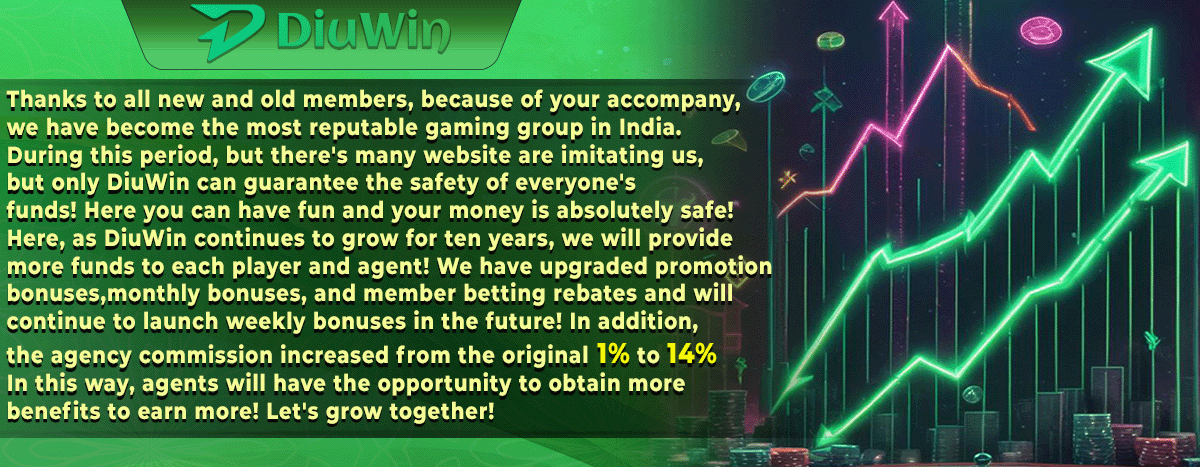 DiuWin
Thanks to all new and old members, because of your accompany,
we have become the most reputable gaming group in India.
During this period, but there's many website are imitating us,
but only DiuWin can guarantee the safety of everyone's
funds! Here you can have fun and your money is absolutely safe!
Here, as DiuWin continues to grow for ten years, we will provide
more funds to each player and agent! We have upgraded promotion
bonuses,monthly bonuses, and member betting rebates and will
continue to launch weekly bonuses in the future! In addition,
the agency commission increased from the original 1% to 14%
In this way, agents will have the opportunity to obtain more
benefits to earn more! Let's grow together!